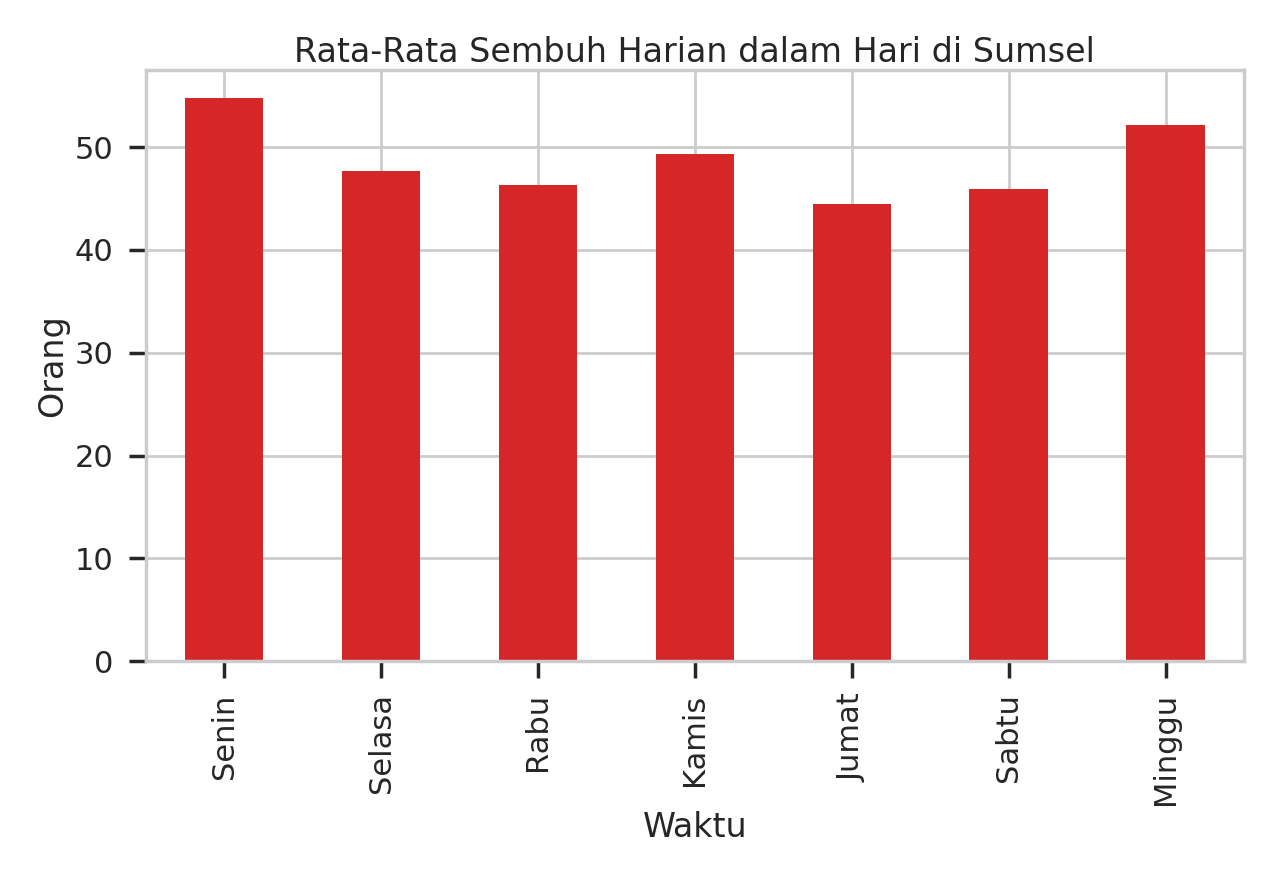 Rata-Rata Sembuh Harian dalam Hari di Sumsel
Orang
50
40
30
20
10
0
Senin
Selasa
Rabu
Kamis
Jumat
Sabtu
Minggu
Waktu